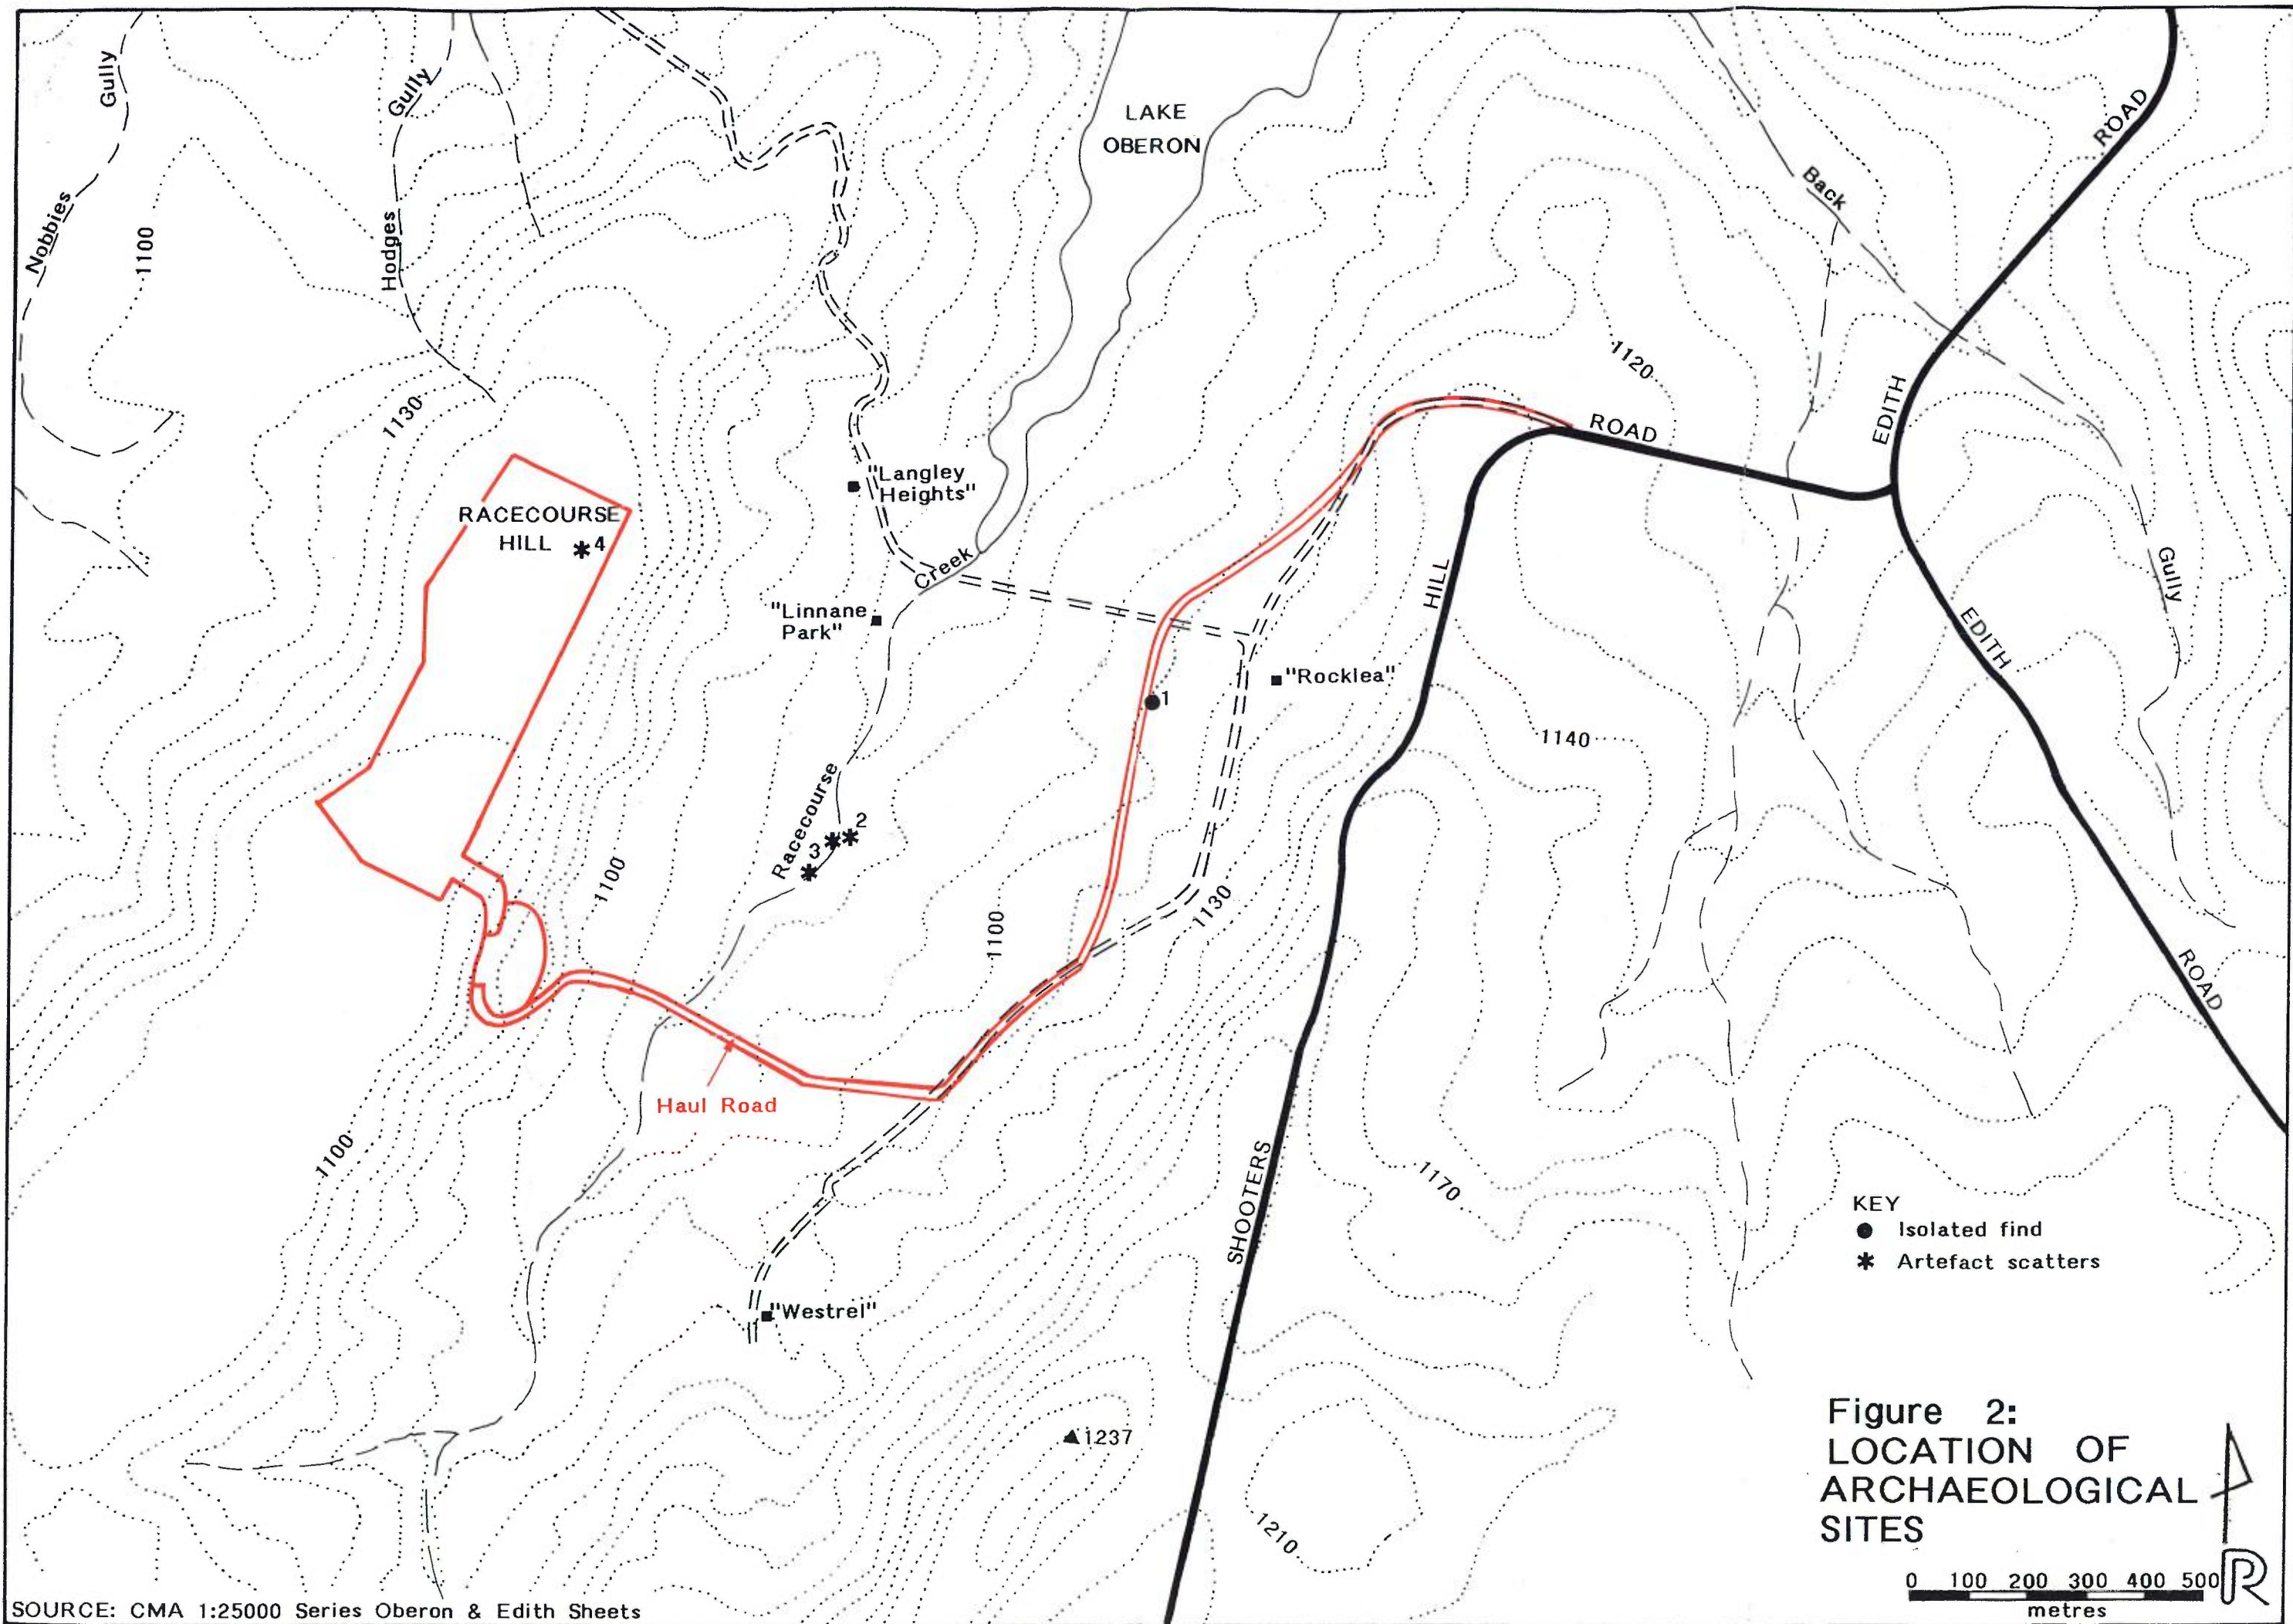 Nobbies Gully
1100
Hodges Gully
LAKE
OBERON
Back Gully
ROAD
EDITH
1130
1120
ROAD
"Langley
Heights"
RACECOURSE
HILL
4
Creek
"Linnane
Park"
HILL
"Rocklea"
1
EDITH
1140
Racecourse
2
3
1100
1100
1130
ROAD
Haul Road
1100
SHOOTERS
1170
KEY
Isolated find
Artefact scatters
"Westrel"
1237
1210
Figure 2:
LOCATION OF
ARCHAEOLOGICAL
SITES
0 100 200 300 400 500
metres
R
SOURCE: CMA 1:25000 Series Oberon & Edith Sheets